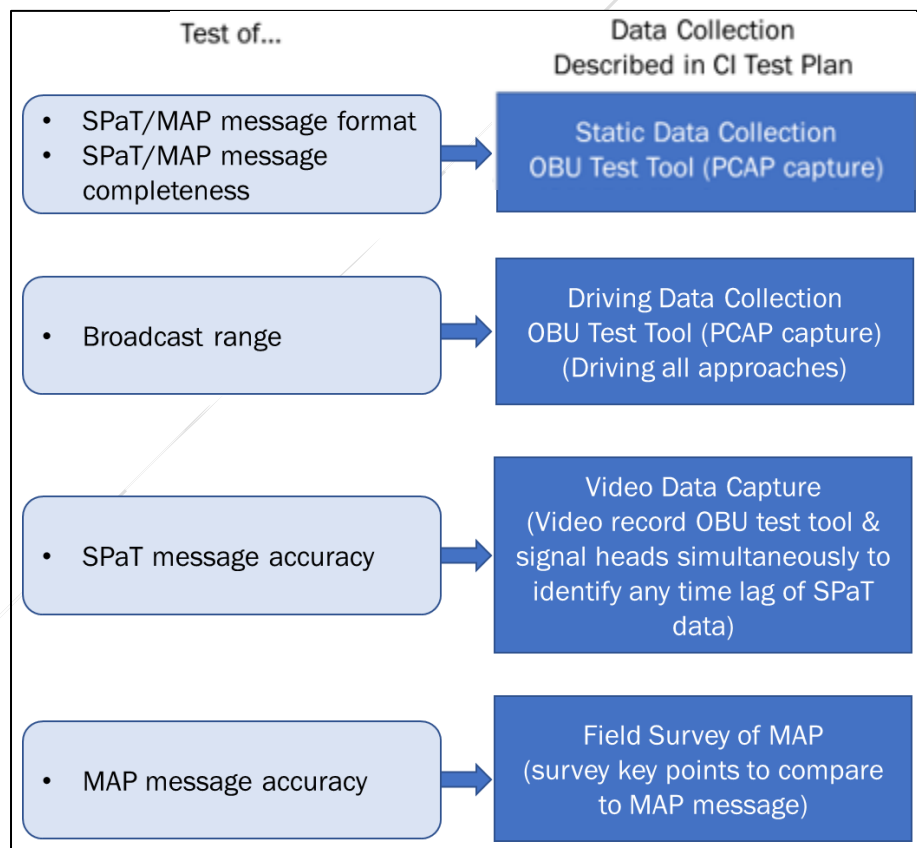 Test of...
Data Collection
Described in CI Test Plan
• SPaT/MAP message format
• SPaT/MAP message
completeness
Static Data Collection
OBU Test Tool (PCAP capture)
• Broadcast range
Driving Data Collection
OBU Test Tool (PCAP capture)
(Driving all approaches)
• SPaT message accuracy
Video Data Capture
(Video record OBU test tool &
signal heads simultaneously to
identify any time lag of SPaT
data)
• MAP message accuracy
Field Survey of MAP
(survey key points to compare
to MAP message)